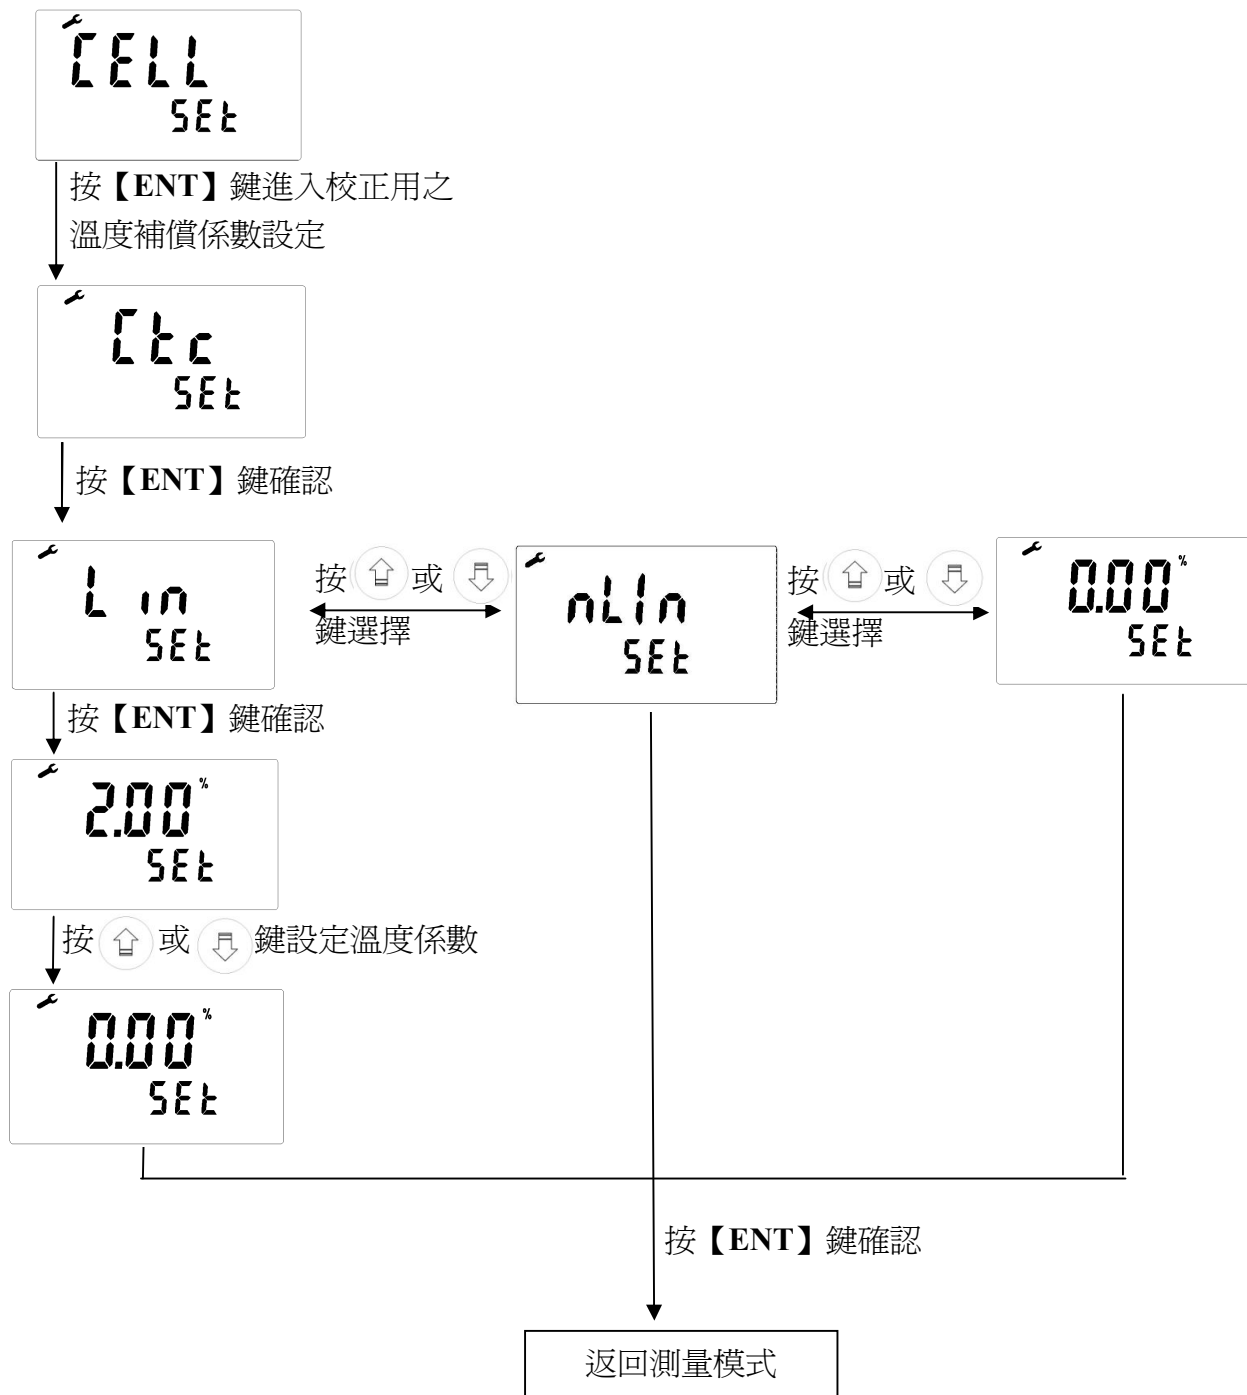 CELL
SEt
按【ENT】鍵進入校正用之
溫度補償係數設定
Ctc
SEt
按【ENT】鍵確認
Lin
SEt
按 或
鍵選擇
nLIn
SEt
按 或
鍵選擇
0.00%
SEt
按【ENT】鍵確認
2.00%
SEt
按 或 鍵設定溫度係數
0.00%
SEt
按【ENT】鍵確認
返回測量模式